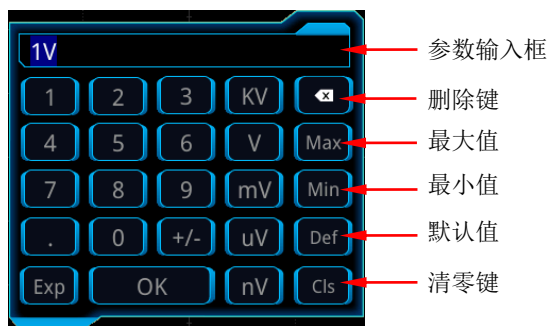 1V 参数输入框
1 2 3 KV 删除键
4 5 6 V Max 最大值
7 8 9 mV Min 最小值
. 0 +/- uV Def 默认值
Exp OK nV Cls 清零键